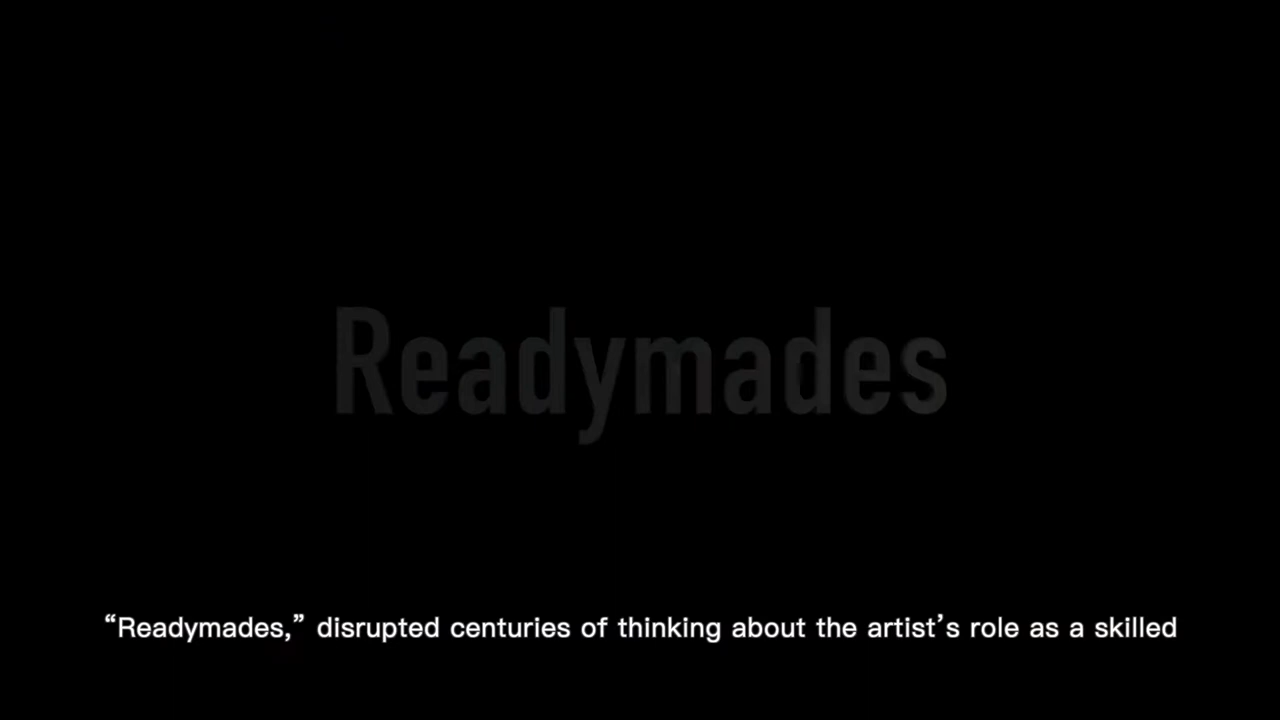 Readymades
“Readymades,” disrupted centuries of thinking about the artist’s role as a skilled